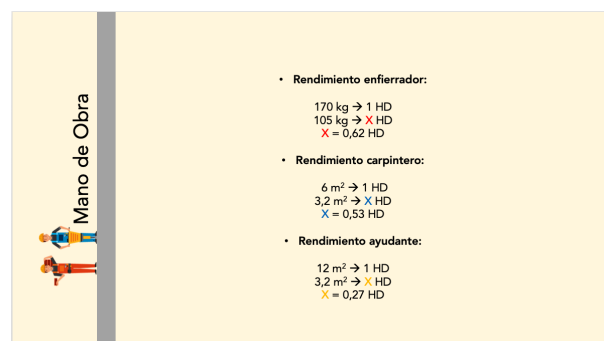 Mano de Obra
• Rendimiento enfierrador:
170 kg → 1 HD
105 kg → X HD
X = 0,62 HD
• Rendimiento carpintero:
6 m² → 1 HD
3,2 m² → X HD
X = 0,53 HD
• Rendimiento ayudante:
12 m² → 1 HD
3,2 m² → X HD
X = 0,27 HD